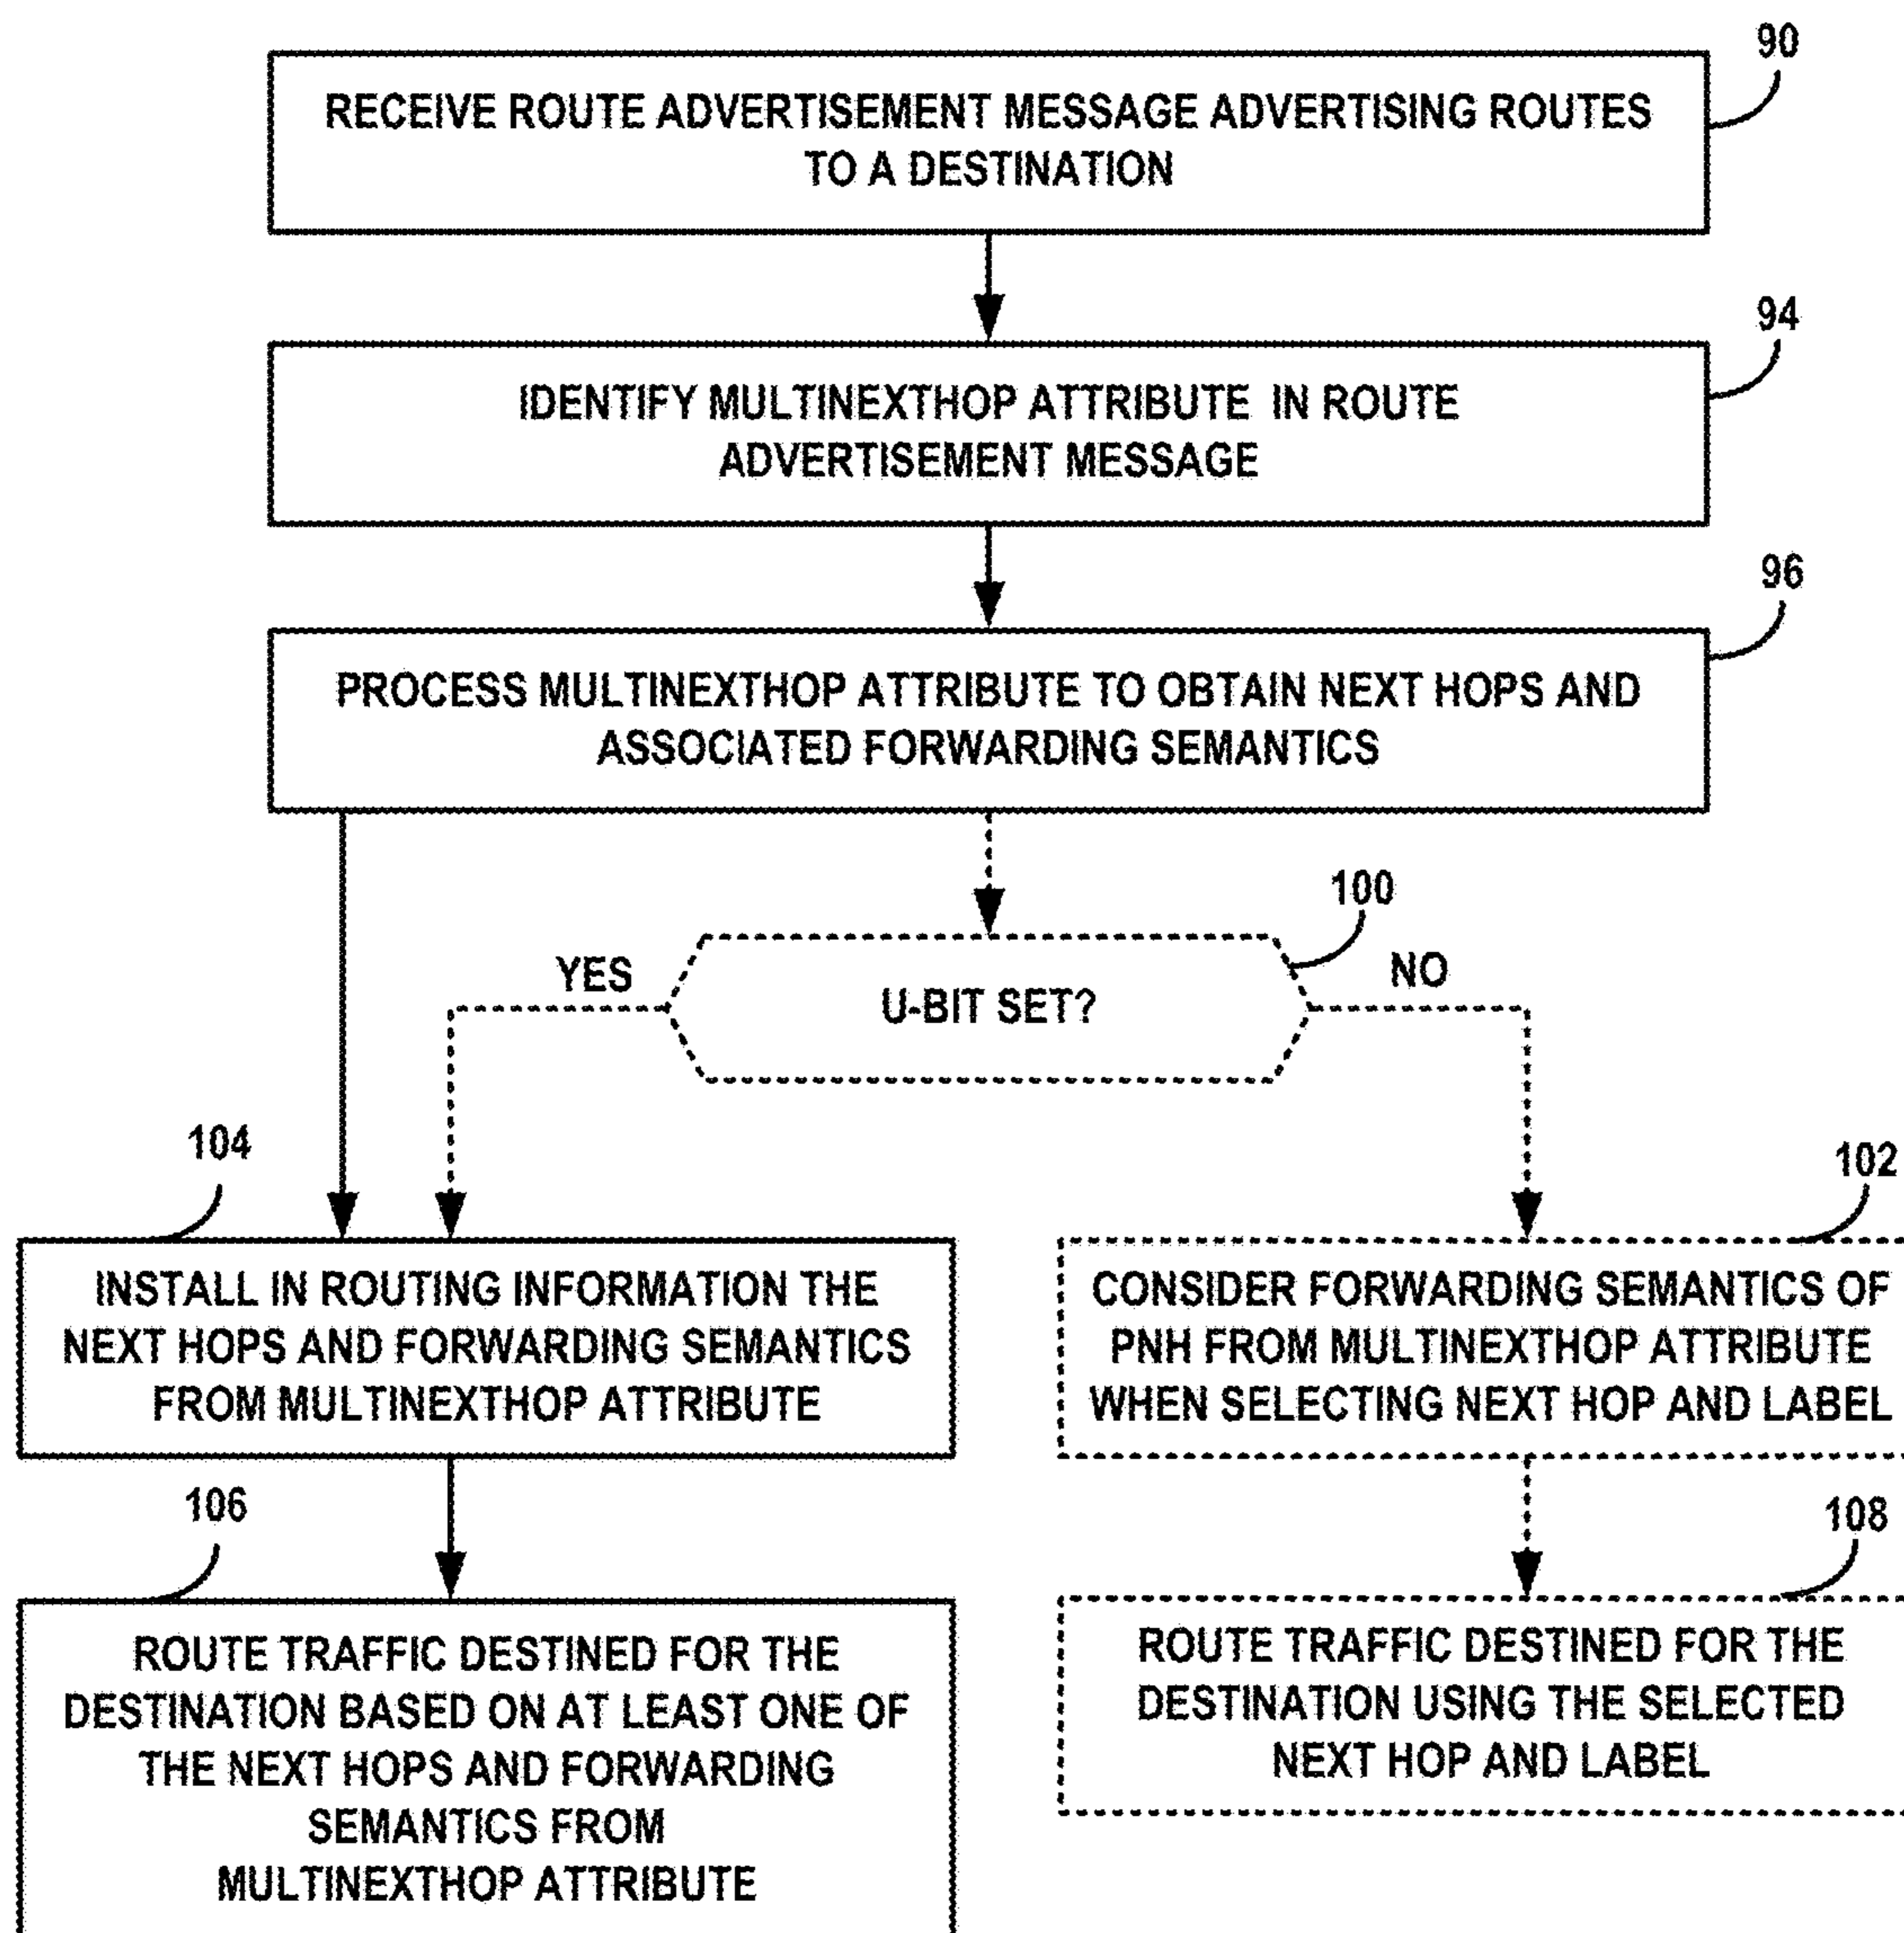 90
RECEIVE ROUTE ADVERTISEMENT MESSAGE ADVERTISING ROUTES
TO A DESTINATION
94
IDENTIFY MULTINEXTHOP ATTRIBUTE IN ROUTE
ADVERTISEMENT MESSAGE
96
PROCESS MULTINEXTHOP ATTRIBUTE TO OBTAIN NEXT HOPS AND
ASSOCIATED FORWARDING SEMANTICS
100
YES
U-BIT SET?
NO
104
102
INSTALL IN ROUTING INFORMATION THE
NEXT HOPS AND FORWARDING SEMANTICS
FROM MULTINEXTHOP ATTRIBUTE
CONSIDER FORWARDING SEMANTICS OF
PNH FROM MULTINEXTHOP ATTRIBUTE
WHEN SELECTING NEXT HOP AND LABEL
106
108
ROUTE TRAFFIC DESTINED FOR THE
DESTINATION BASED ON AT LEAST ONE OF
THE NEXT HOPS AND FORWARDING
SEMANTICS FROM
MULTINEXTHOP ATTRIBUTE
ROUTE TRAFFIC DESTINED FOR THE
DESTINATION USING THE SELECTED
NEXT HOP AND LABEL